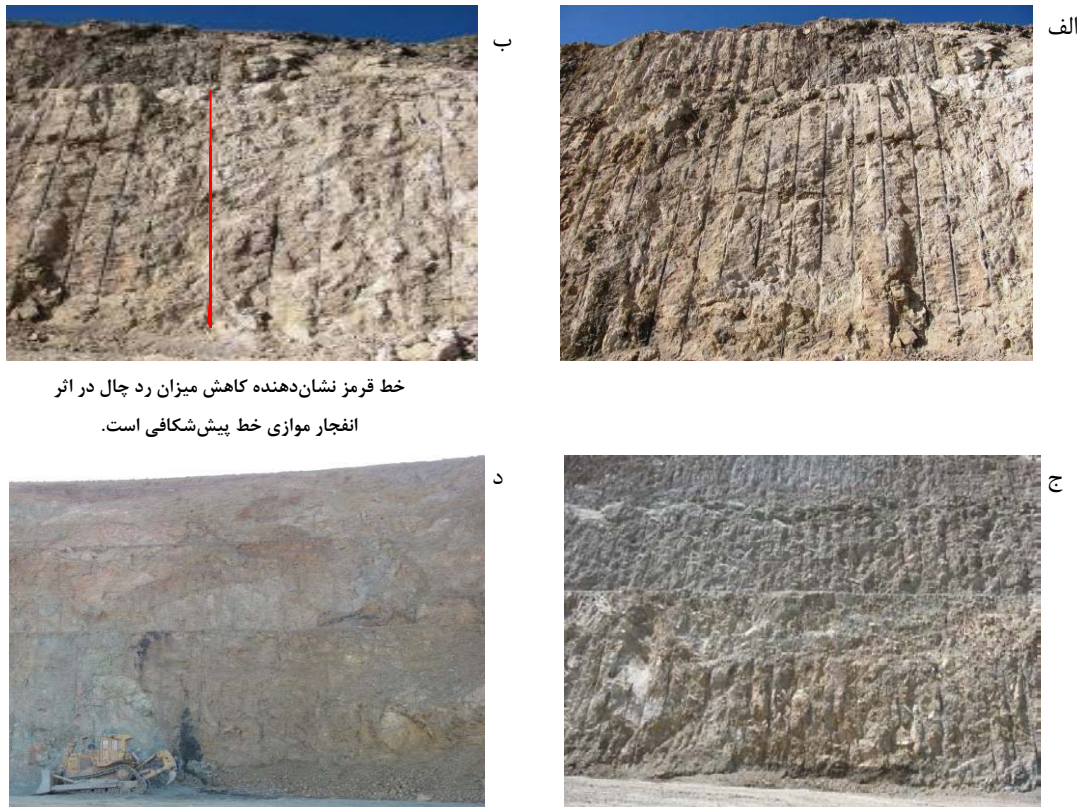 الف
ب
خط قرمز نشان‌دهنده کاهش میزان رد چال در اثر
انفجار موازی خط پیش‌شکافی است.
ج
د